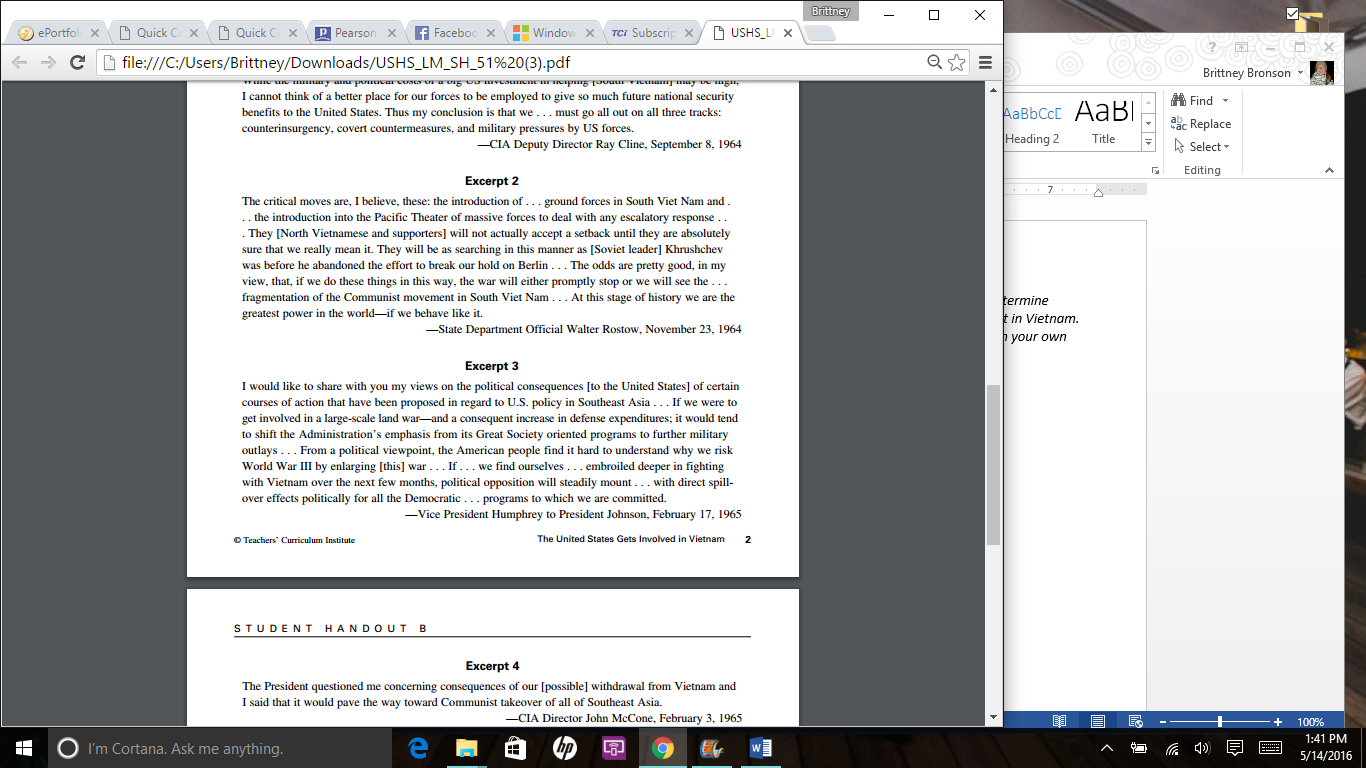 Brittney
ePortfoli
Quick C
Quick C
Pearson
Faceboo
Window
TCi Subscrip
USHS_LM
file:///C:/Users/Brittney/Downloads/USHS_LM_SH_51%20(3).pdf
While the military and political costs of a big US investment in helping [South Vietnam] may be high,
I cannot think of a better place for our forces to be employed to give so much future national security
benefits to the United States. Thus my conclusion is that we . . . must go all out on all three tracks:
counterinsurgency, covert countermeasures, and military pressures by US forces.
—CIA Deputy Director Ray Cline, September 8, 1964
Excerpt 2
The critical moves are, I believe, these: the introduction of . . . ground forces in South Viet Nam and .
. . the introduction into the Pacific Theater of massive forces to deal with any escalatory response . .
. They [North Vietnamese and supporters] will not actually accept a setback until they are absolutely
sure that we really mean it. They will be as searching in this manner as [Soviet leader] Khrushchev
was before he abandoned the effort to break our hold on Berlin . . . The odds are pretty good, in my
view, that, if we do these things in this way, the war will either promptly stop or we will see the . . .
fragmentation of the Communist movement in South Viet Nam . . . At this stage of history we are the
greatest power in the world—if we behave like it.
—State Department Official Walter Rostow, November 23, 1964
Excerpt 3
I would like to share with you my views on the political consequences [to the United States] of certain
courses of action that have been proposed in regard to U.S. policy in Southeast Asia . . . If we were to
get involved in a large-scale land war—and a consequent increase in defense expenditures; it would tend
to shift the Administration's emphasis from its Great Society oriented programs to further military
outlays . . . From a political viewpoint, the American people find it hard to understand why we risk
World War III by enlarging [this] war . . . If . . . we find ourselves . . . embroiled deeper in fighting
with Vietnam over the next few months, political opposition will steadily mount . . . with direct spill-
over effects politically for all the Democratic . . . programs to which we are committed.
—Vice President Humphrey to President Johnson, February 17, 1965
© Teachers' Curriculum Institute The United States Gets Involved in Vietnam 2
STUDENT HANDOUT B
Excerpt 4
The President questioned me concerning consequences of our [possible] withdrawal from Vietnam and
I said that it would pave the way toward Communist takeover of all of Southeast Asia.
—CIA Director John McCone, February 3, 1965
Brittney Bronson
AaBbCcD AaB
Heading 2 Title
Find
Replace
Select
Editing
7
termine
t in Vietnam.
n your own
100%
I'm Cortana. Ask me anything.
1:41 PM
5/14/2016